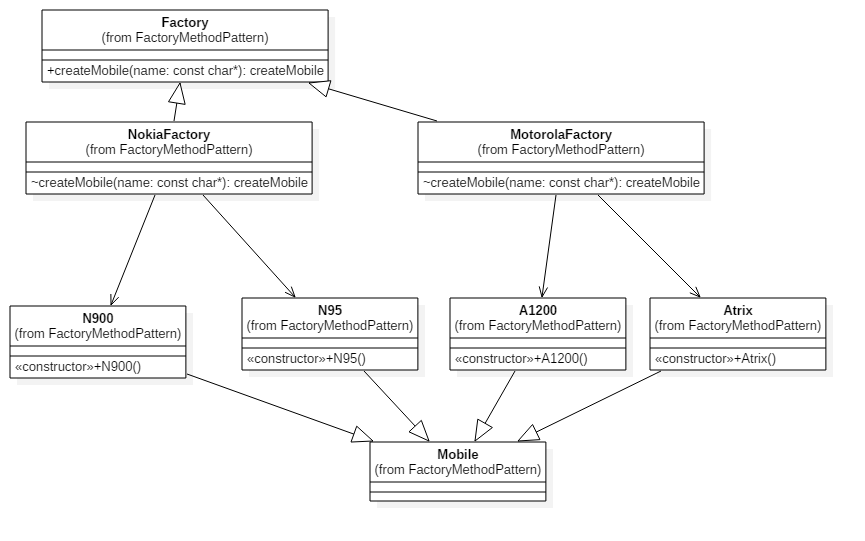 Factory
(from FactoryMethodPattern)
+createMobile(name: const char*): createMobile
NokiaFactory
(from FactoryMethodPattern)
~createMobile(name: const char*): createMobile
MotorolaFactory
(from FactoryMethodPattern)
~createMobile(name: const char*): createMobile
N900
(from FactoryMethodPattern)
«constructor»+N900()
N95
(from FactoryMethodPattern)
«constructor»+N95()
A1200
(from FactoryMethodPattern)
«constructor»+A1200()
Atrix
(from FactoryMethodPattern)
«constructor»+Atrix()
Mobile
(from FactoryMethodPattern)